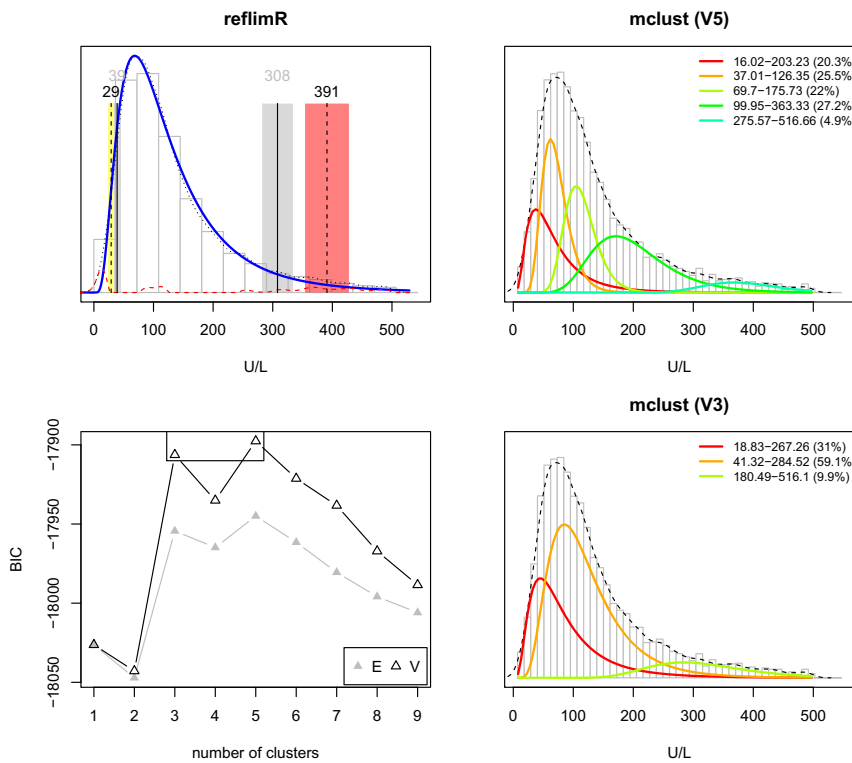 reflimR
39
308
29
391
0 100 200 300 400 500
U/L
mclust (V5)
16.02−203.23 (20.3%
37.01−126.35 (25.5%
69.7−175.73 (22%)
99.95−363.33 (27.2%
275.57−516.66 (4.9%
0 100 200 300 400 500
U/L
−17900
−17950
−18000
−18050
BIC
E V
1 2 3 4 5 6 7 8 9
number of clusters
mclust (V3)
18.83−267.26 (31%)
41.32−284.52 (59.1%
180.49−516.1 (9.9%)
0 100 200 300 400 500
U/L